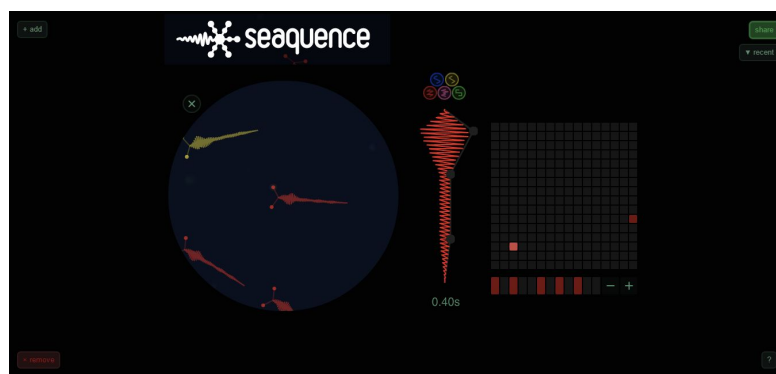 + add
seaquence
share
▼ recent
0.40s
− +
× remove
?